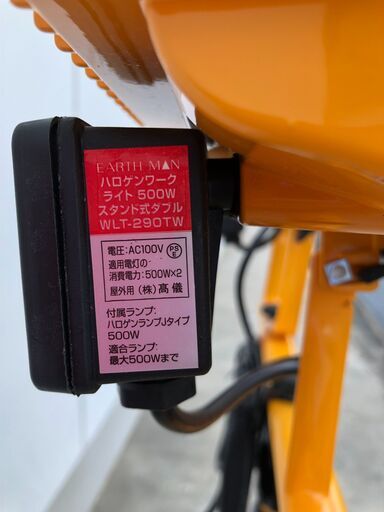 EARTH MAN
ハロゲンワーク
ライト 500W
スタンド式ダブル
WLT-290TW
電圧:AC100V PSE
適用電灯の
消費電力:500W×2
屋外用 (株)髙儀
付属ランプ:
ハロゲンランプJタイプ
500W
適合ランプ:
最大500Wまで